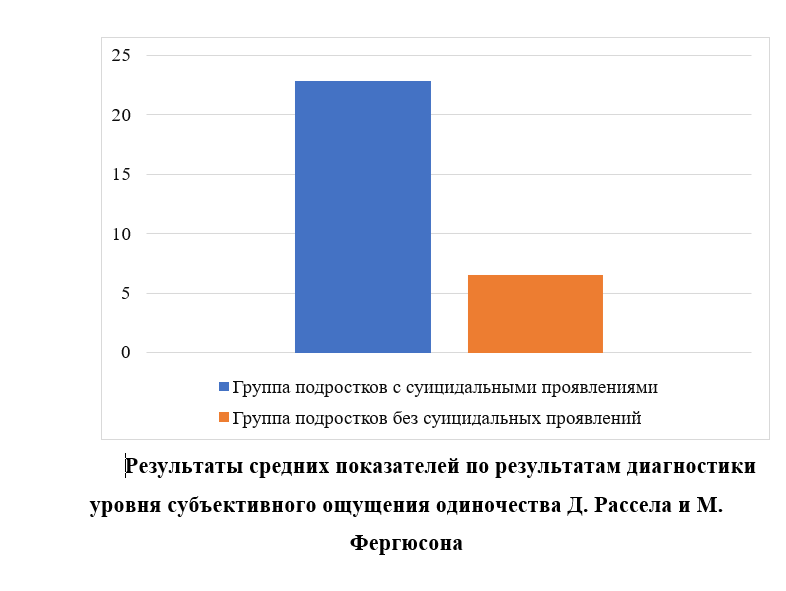 25
20
15
10
5
0
Группа подростков с суицидальными проявлениями
Группа подростков без суицидальных проявлений
Результаты средних показателей по результатам диагностики
уровня субъективного ощущения одиночества Д. Рассела и М.
Фергюсона